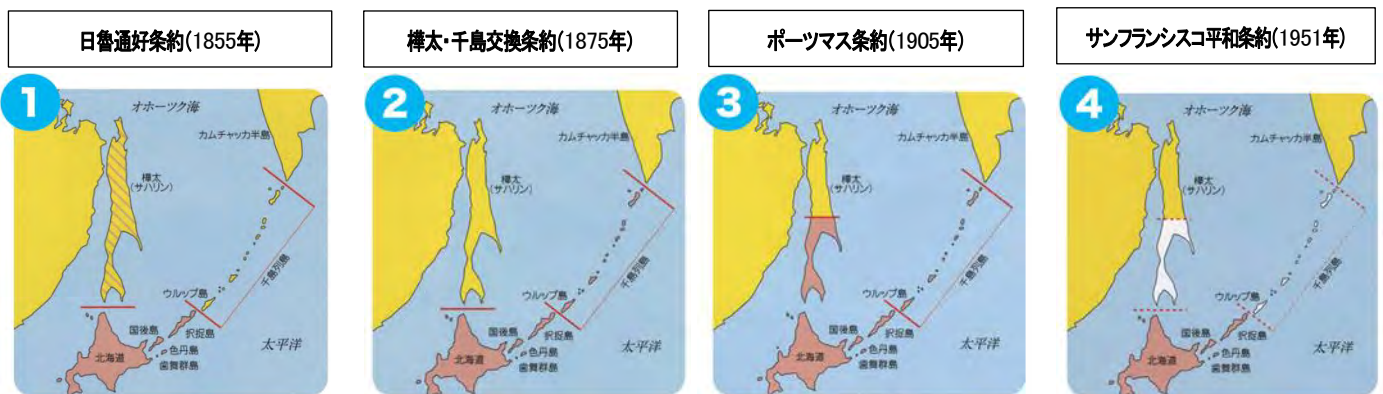 日魯通好条約(1855年)
樺太・千島交換条約(1875年)
ポーツマス条約(1905年)
サンフランシスコ平和条約(1951年)
1
オホーツク海
カムチャッカ半島
樺太
(サハリン)
千島列島
ウルップ島
国後島
択捉島
色丹島
歯舞群島
北海道
太平洋
2
オホーツク海
カムチャッカ半島
樺太
(サハリン)
千島列島
ウルップ島
国後島
択捉島
色丹島
歯舞群島
北海道
太平洋
3
オホーツク海
カムチャッカ半島
樺太
(サハリン)
千島列島
ウルップ島
国後島
択捉島
色丹島
歯舞群島
北海道
太平洋
4
オホーツク海
カムチャッカ半島
樺太
(サハリン)
千島列島
ウルップ島
国後島
択捉島
色丹島
歯舞群島
北海道
太平洋